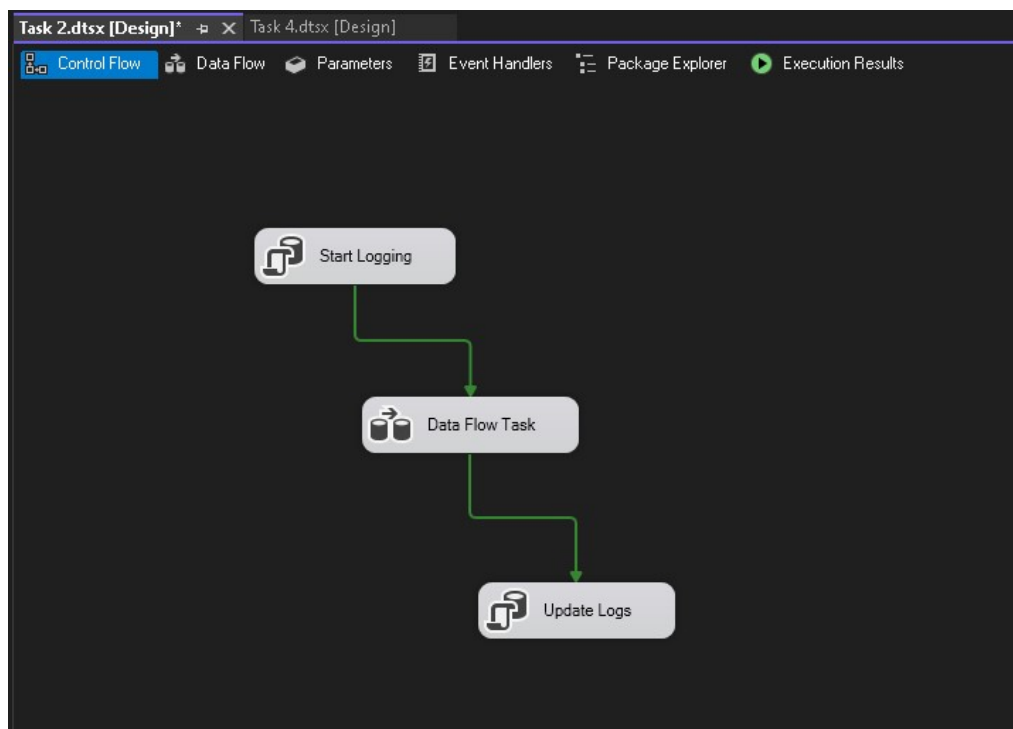 Task 2.dtsx [Design]* Task 4.dtsx [Design]
Control Flow Data Flow Parameters Event Handlers Package Explorer Execution Results
Start Logging
Data Flow Task
Update Logs